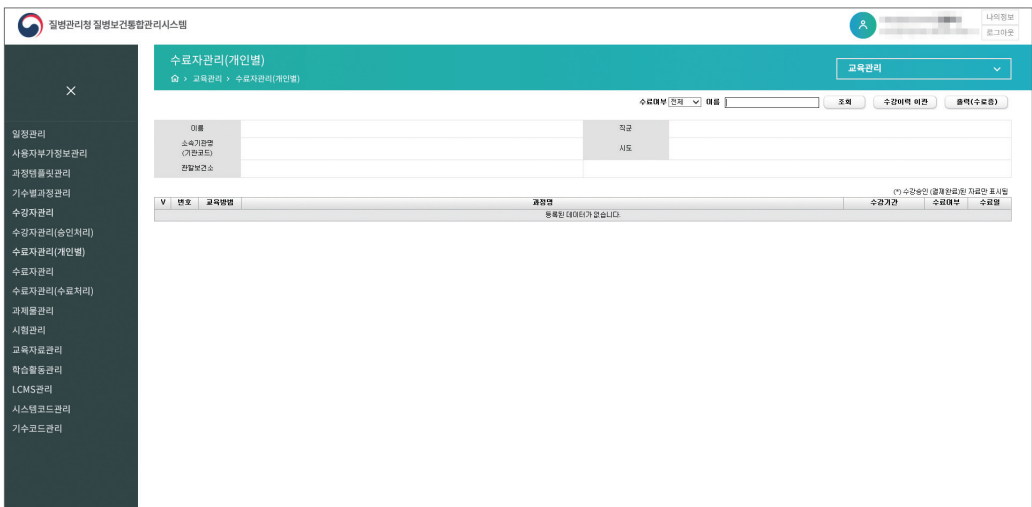 질병관리청 질병보건통합관리시스템
나의정보
로그아웃
수료자관리(개인별)
교육관리 > 수료자관리(개인별)
교육관리
수료여부 전체 이름 조회 수강이력 이관 출력(수료증)
일정관리
사용자부가정보관리
과정템플릿관리
기수별과정관리
수강자관리
수강자관리(승인처리)
수료자관리(개인별)
수료자관리
수료자관리(수료처리)
과제물관리
시험관리
교육자료관리
학습활동관리
LCMS관리
시스템코드관리
기수코드관리
이름 직군
소속기관명
(기관코드) 시도
관할보건소
(*) 수강승인 (결재완료)된 자료만 표시됨
V 번호 교육방법 과정명 수강기관 수료여부 수료일
등록된 데이터가 없습니다.